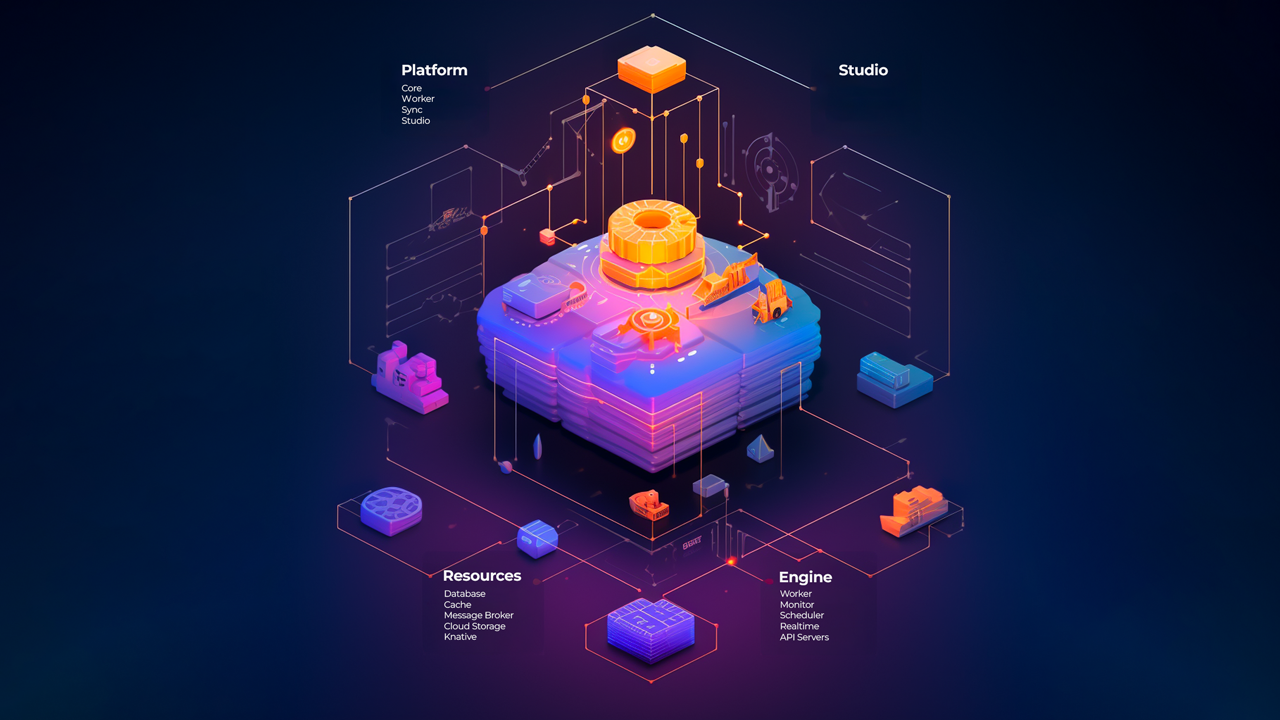 Platform
Core
Worker
Sync
Studio
Studio
Resources
Database
Cache
Message Broker
Cloud Storage
Knative
Engine
Worker
Monitor
Scheduler
Realtime
API Servers